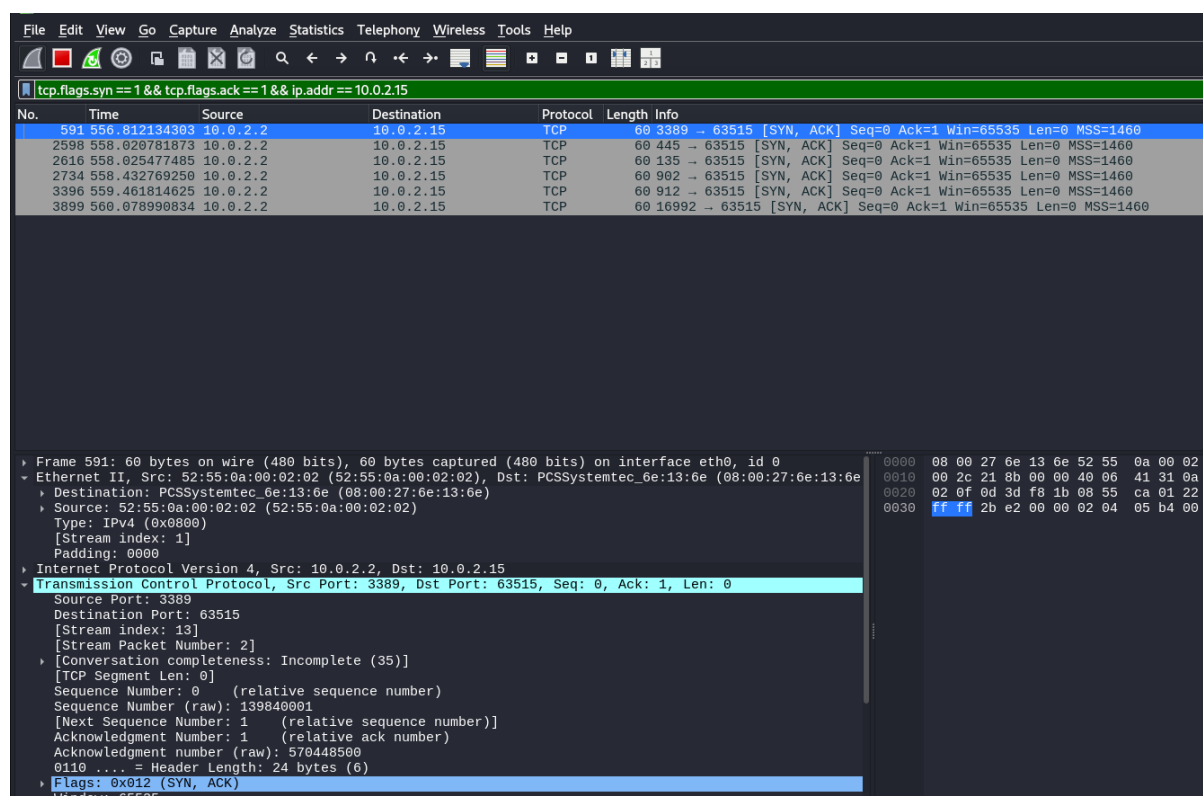 File Edit View Go Capture Analyze Statistics Telephony Wireless Tools Help
tcp.flags.syn == 1 && tcp.flags.ack == 1 && ip.addr == 10.0.2.15
No. Time Source Destination Protocol Length Info
591 556.812134303 10.0.2.2 10.0.2.15 TCP 60 3389 → 63515 [SYN, ACK] Seq=0 Ack=1 Win=65535 Len=0 MSS=1460
2598 558.020781873 10.0.2.2 10.0.2.15 TCP 60 445 → 63515 [SYN, ACK] Seq=0 Ack=1 Win=65535 Len=0 MSS=1460
2616 558.025477485 10.0.2.2 10.0.2.15 TCP 60 135 → 63515 [SYN, ACK] Seq=0 Ack=1 Win=65535 Len=0 MSS=1460
2734 558.432769250 10.0.2.2 10.0.2.15 TCP 60 902 → 63515 [SYN, ACK] Seq=0 Ack=1 Win=65535 Len=0 MSS=1460
3396 559.461814625 10.0.2.2 10.0.2.15 TCP 60 912 → 63515 [SYN, ACK] Seq=0 Ack=1 Win=65535 Len=0 MSS=1460
3899 560.078990834 10.0.2.2 10.0.2.15 TCP 60 16992 → 63515 [SYN, ACK] Seq=0 Ack=1 Win=65535 Len=0 MSS=1460
Frame 591: 60 bytes on wire (480 bits), 60 bytes captured (480 bits) on interface eth0, id 0
Ethernet II, Src: 52:55:0a:00:02:02 (52:55:0a:00:02:02), Dst: PCSSystemtec_6e:13:6e (08:00:27:6e:13:6e
Destination: PCSSystemtec_6e:13:6e (08:00:27:6e:13:6e)
Source: 52:55:0a:00:02:02 (52:55:0a:00:02:02)
Type: IPv4 (0x0800)
[Stream index: 1]
Padding: 0000
Internet Protocol Version 4, Src: 10.0.2.2, Dst: 10.0.2.15
Transmission Control Protocol, Src Port: 3389, Dst Port: 63515, Seq: 0, Ack: 1, Len: 0
Source Port: 3389
Destination Port: 63515
[Stream index: 13]
[Stream Packet Number: 2]
[Conversation completeness: Incomplete (35)]
[TCP Segment Len: 0]
Sequence Number: 0 (relative sequence number)
Sequence Number (raw): 139840001
[Next Sequence Number: 1 (relative sequence number)]
Acknowledgment Number: 1 (relative ack number)
Acknowledgment number (raw): 570448500
0110 .... = Header Length: 24 bytes (6)
Flags: 0x012 (SYN, ACK)
0000 08 00 27 6e 13 6e 52 55 0a 00 02
0010 00 2c 21 8b 00 00 40 06 41 31 0a
0020 02 0f 0d 3d f8 1b 08 55 ca 01 22
0030 ff ff 2b e2 00 00 02 04 05 b4 00